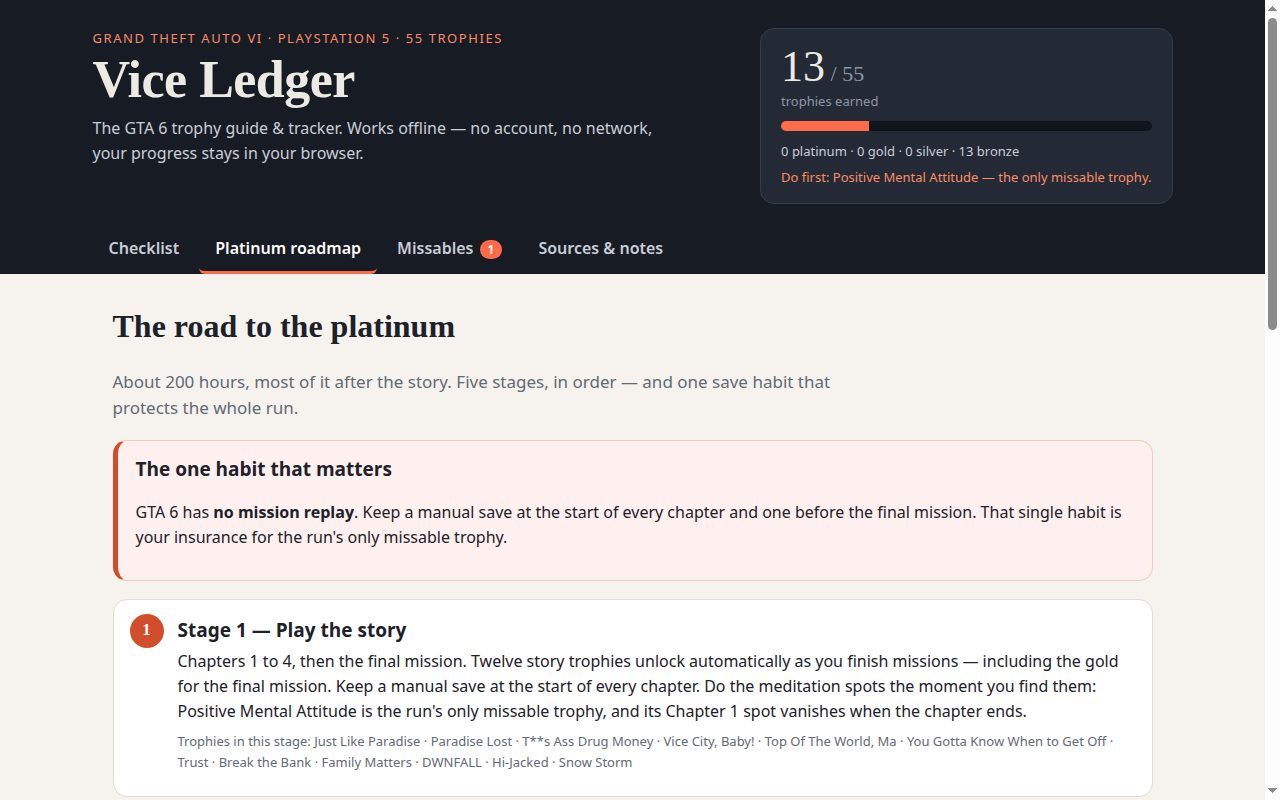 GRAND THEFT AUTO VI · PLAYSTATION 5 · 55 TROPHIES
Vice Ledger
The GTA 6 trophy guide & tracker. Works offline — no account, no network,
your progress stays in your browser.
13 / 55
trophies earned
0 platinum · 0 gold · 0 silver · 13 bronze
Do first: Positive Mental Attitude — the only missable trophy.
Checklist
Platinum roadmap
Missables 1
Sources & notes
The road to the platinum
About 200 hours, most of it after the story. Five stages, in order — and one save habit that
protects the whole run.
The one habit that matters
GTA 6 has no mission replay. Keep a manual save at the start of every chapter and one before the final mission. That single habit is
your insurance for the run's only missable trophy.
1
Stage 1 — Play the story
Chapters 1 to 4, then the final mission. Twelve story trophies unlock automatically as you finish missions — including the gold
for the final mission. Keep a manual save at the start of every chapter. Do the meditation spots the moment you find them:
Positive Mental Attitude is the run's only missable trophy, and its Chapter 1 spot vanishes when the chapter ends.
Trophies in this stage: Just Like Paradise · Paradise Lost · T**s Ass Drug Money · Vice City, Baby! · Top Of The World, Ma · You Gotta Know When to Get Off ·
Trust · Break the Bank · Family Matters · DWNFALL · Hi-Jacked · Snow Storm